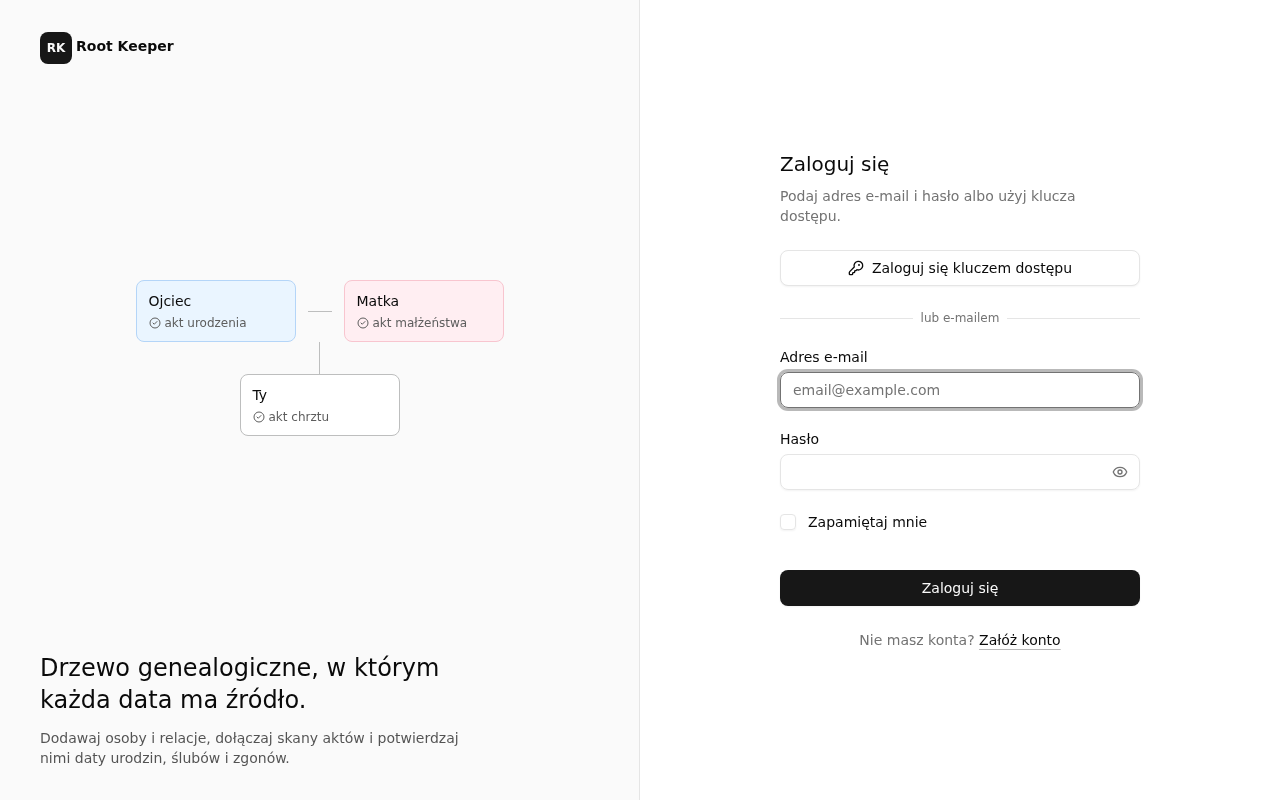 RK Root Keeper
Ojciec
akt urodzenia
Matka
akt małżeństwa
Ty
akt chrztu
Drzewo genealogiczne, w którym
każda data ma źródło.
Dodawaj osoby i relacje, dołączaj skany aktów i potwierdzaj
nimi daty urodzin, ślubów i zgonów.
Zaloguj się
Podaj adres e-mail i hasło albo użyj klucza
dostępu.
Zaloguj się kluczem dostępu
lub e-mailem
Adres e-mail
email@example.com
Hasło
Zapamiętaj mnie
Zaloguj się
Nie masz konta? Załóż konto